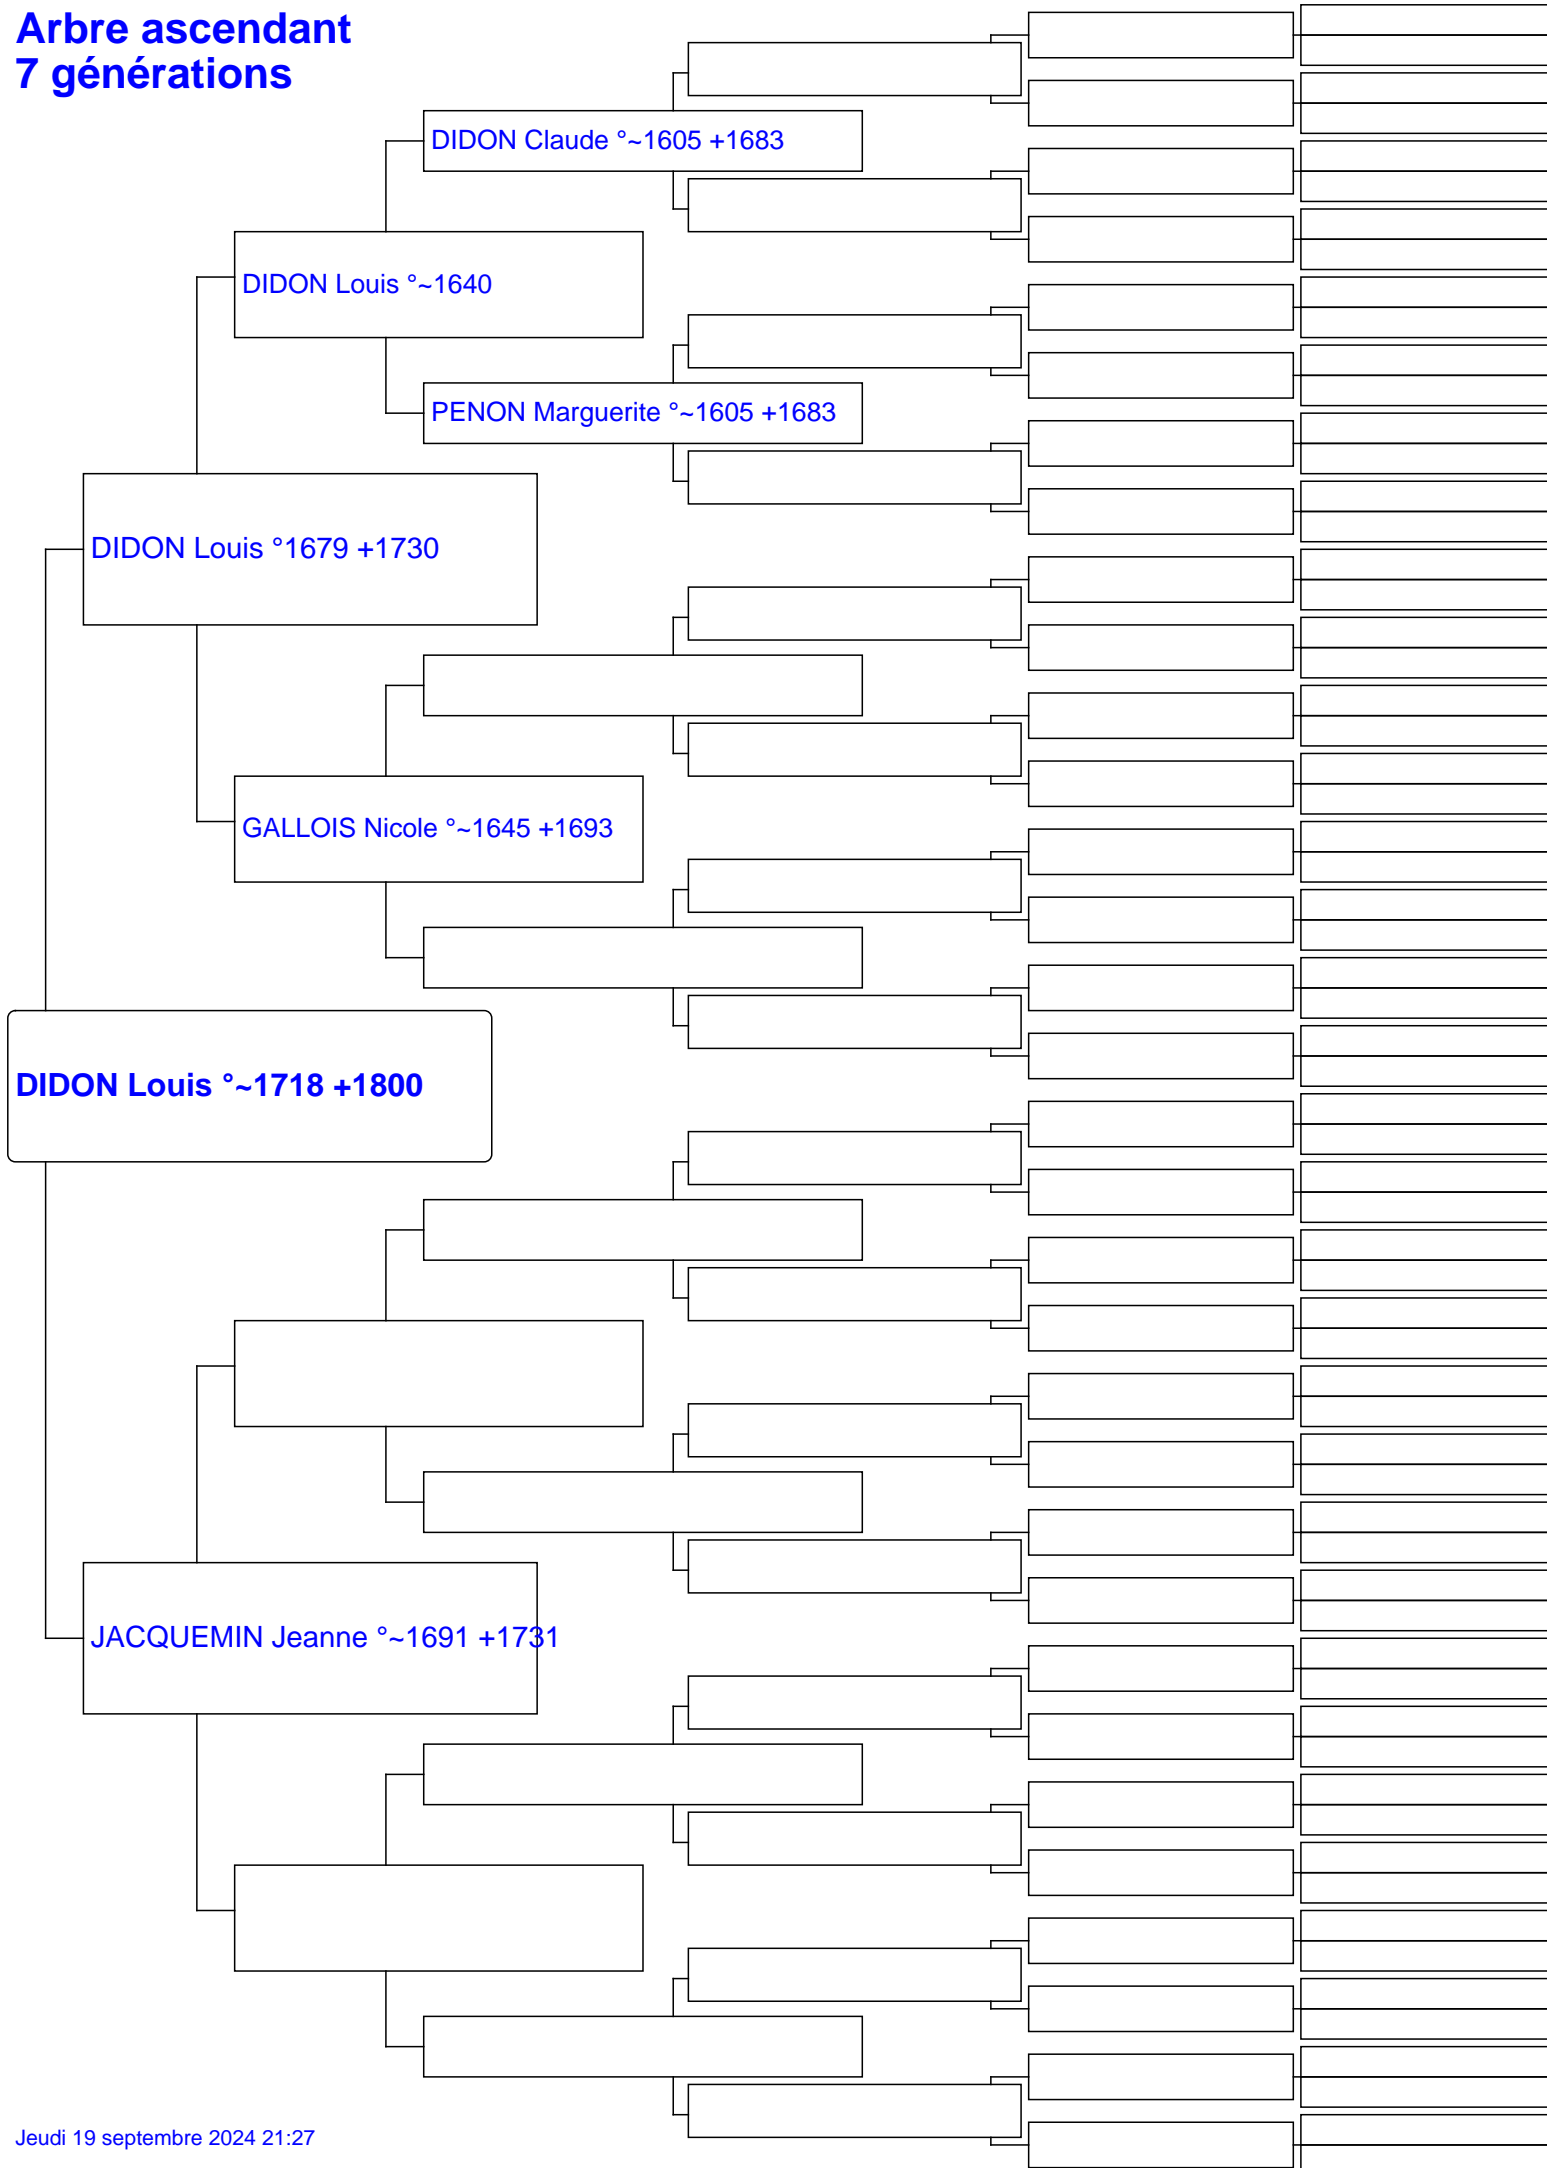 Arbre ascendant
7 générations
DIDON Claude °~1605 +1683
DIDON Louis °~1640
PENON Marguerite °~1605 +1683
DIDON Louis °1679 +1730
GALLOIS Nicole °~1645 +1693
DIDON Louis °~1718 +1800
JACQUEMIN Jeanne °~1691 +1731
Jeudi 19 septembre 2024 21:27